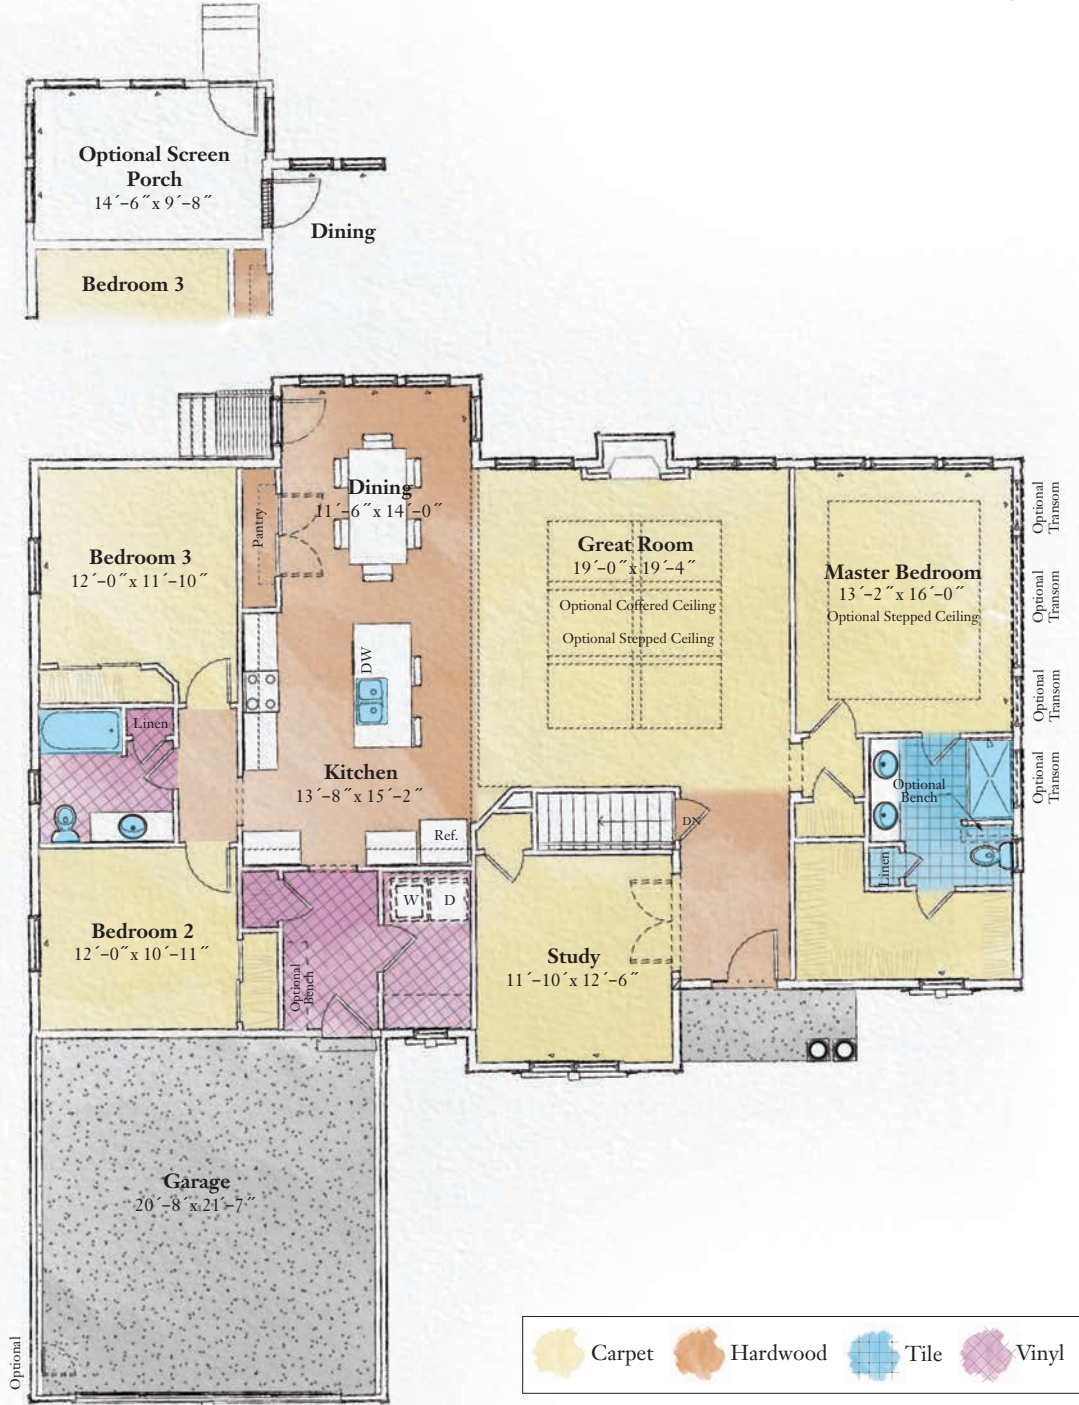 Optional Screen
Porch
14´-6˝x 9´-8˝
Dining
Bedroom 3
Dining
11´-6˝x 14´-0˝
Pantry
Bedroom 3
12´-0˝x 11´-10˝
Great Room
19´-0˝x 19´-4˝
Optional Coffered Ceiling
Optional Stepped Ceiling
Master Bedroom
13´-2˝x 16´-0˝
Optional Stepped Ceiling
Optional
Transom
Optional
Transom
Optional
Transom
Optional
Transom
DW
Linen
Kitchen
13´-8˝x 15´-2˝
Optional
Bench
Ref.
DN
Linen
W
D
Bedroom 2
12´-0˝x 10´-11˝
Optional
Bench
Study
11´-10´x 12´-6˝
Garage
20´-8´x 21´-7˝
Optional
Carpet
Hardwood
Tile
Vinyl